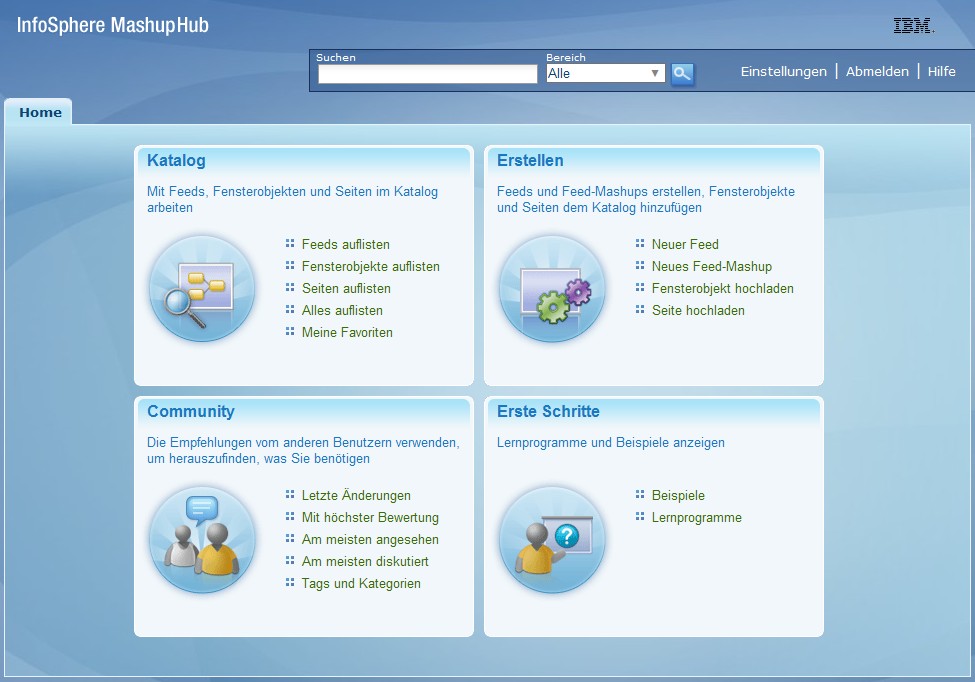 InfoSphere MashupHub
IBM.
Suchen
Bereich
Alle
Einstellungen | Abmelden | Hilfe
Home
Katalog
Mit Feeds, Fensterobjekten und Seiten im Katalog
arbeiten
Feeds auflisten
Fensterobjekte auflisten
Seiten auflisten
Alles auflisten
Meine Favoriten
Erstellen
Feeds und Feed-Mashups erstellen, Fensterobjekte
und Seiten dem Katalog hinzufügen
Neuer Feed
Neues Feed-Mashup
Fensterobjekt hochladen
Seite hochladen
Community
Die Empfehlungen vom anderen Benutzern verwenden,
um herauszufinden, was Sie benötigen
Letzte Änderungen
Mit höchster Bewertung
Am meisten angesehen
Am meisten diskutiert
Tags und Kategorien
Erste Schritte
Lernprogramme und Beispiele anzeigen
?
Beispiele
Lernprogramme